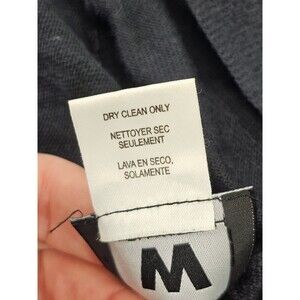 DRY CLEAN ONLY
NETTOYER SEC
SEULEMENT
LAVA EN SECO,
SOLAMENTE
M